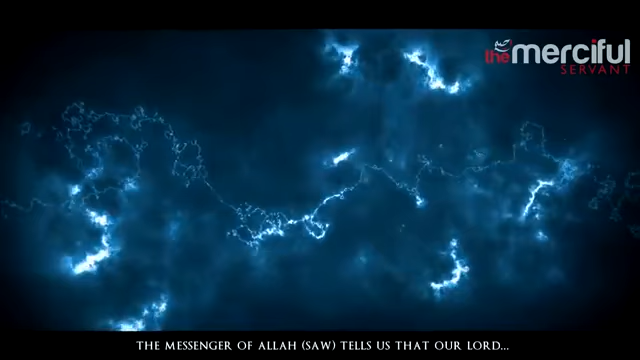 themerciful
SERVANT
THE MESSENGER OF ALLAH (SAW) TELLS US THAT OUR LORD...